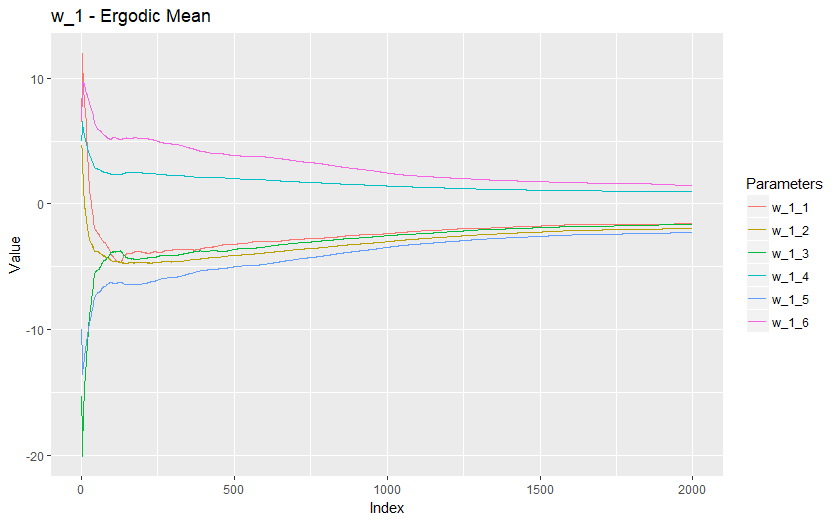 w_1 - Ergodic Mean
10
0
-10
-20
Value
0 500 1000 1500 2000
Index
Parameters
w_1_1
w_1_2
w_1_3
w_1_4
w_1_5
w_1_6